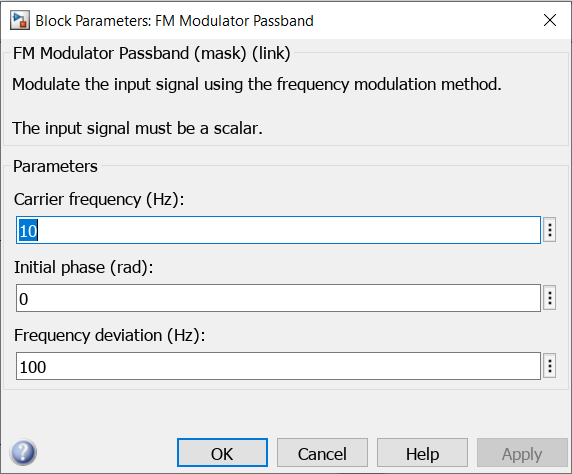 Block Parameters: FM Modulator Passband
FM Modulator Passband (mask) (link)
Modulate the input signal using the frequency modulation method.
The input signal must be a scalar.
Parameters
Carrier frequency (Hz):
10
Initial phase (rad):
0
Frequency deviation (Hz):
100
? OK Cancel Help Apply